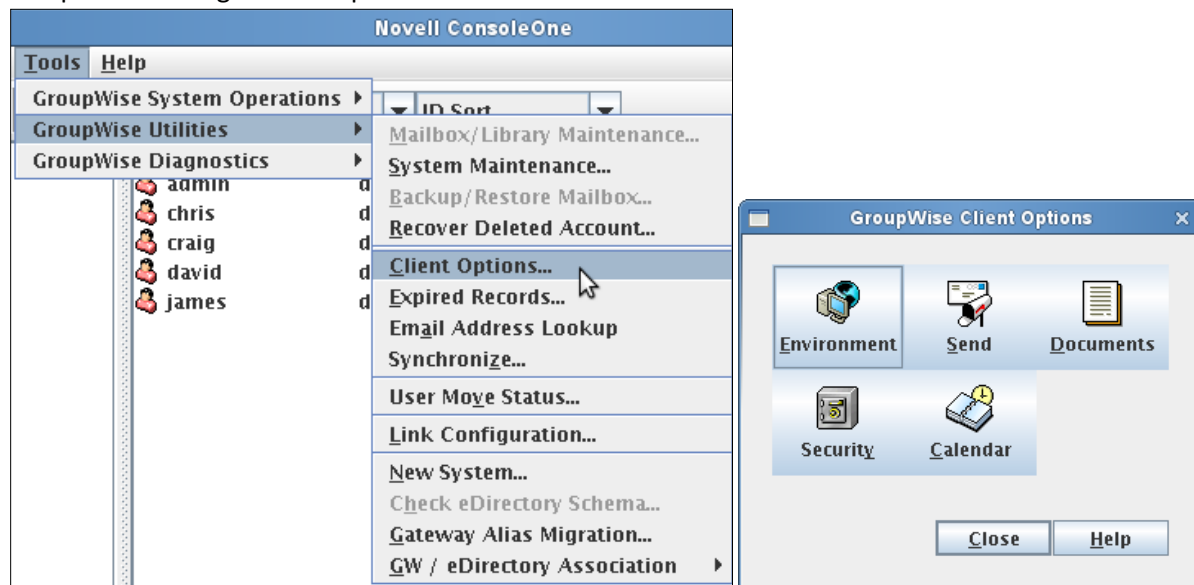 Novell ConsoleOne
Tools Help
GroupWise System Operations
GroupWise Utilities
GroupWise Diagnostics
ID Sort
admin d
chris d
craig d
david d
james d
Mailbox/Library Maintenance...
System Maintenance...
Backup/Restore Mailbox...
Recover Deleted Account...
Client Options...
Expired Records...
Email Address Lookup
Synchronize...
User Move Status...
Link Configuration...
New System...
Check eDirectory Schema...
Gateway Alias Migration...
GW / eDirectory Association
GroupWise Client Options
Environment Send Documents
Security Calendar
Close Help